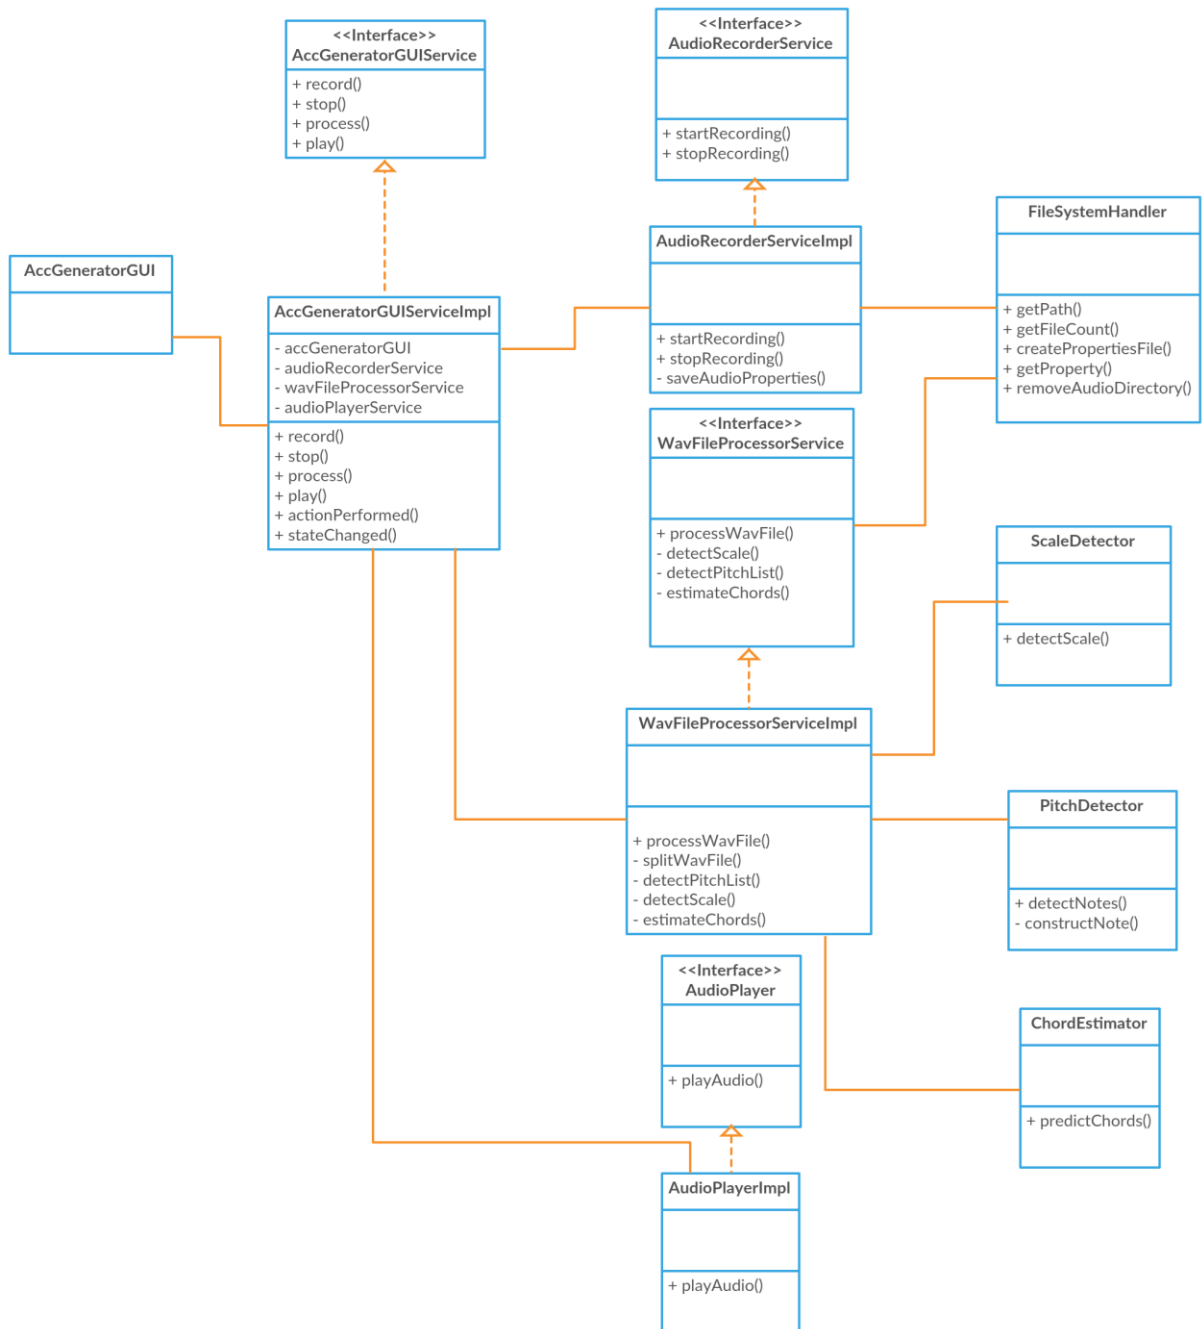 <<Interface>>
AccGeneratorGUIService
+ record()
+ stop()
+ process()
+ play()
<<Interface>>
AudioRecorderService
+ startRecording()
+ stopRecording()
FileSystemHandler
+ getPath()
+ getFileCount()
+ createPropertiesFile()
+ getProperty()
+ removeAudioDirectory()
AudioRecorderServiceImpl
+ startRecording()
+ stopRecording()
- saveAudioProperties()
AccGeneratorGUI
AccGeneratorGUIServiceImpl
- accGeneratorGUI
- audioRecorderService
- wavFileProcessorService
- audioPlayerService
+ record()
+ stop()
+ process()
+ play()
+ actionPerformed()
+ stateChanged()
<<Interface>>
WavFileProcessorService
+ processWavFile()
- detectScale()
- detectPitchList()
- estimateChords()
ScaleDetector
+ detectScale()
WavFileProcessorServiceImpl
+ processWavFile()
- splitWavFile()
- detectPitchList()
- detectScale()
- estimateChords()
PitchDetector
+ detectNotes()
- constructNote()
<<Interface>>
AudioPlayer
+ playAudio()
ChordEstimator
+ predictChords()
AudioPlayerImpl
+ playAudio()